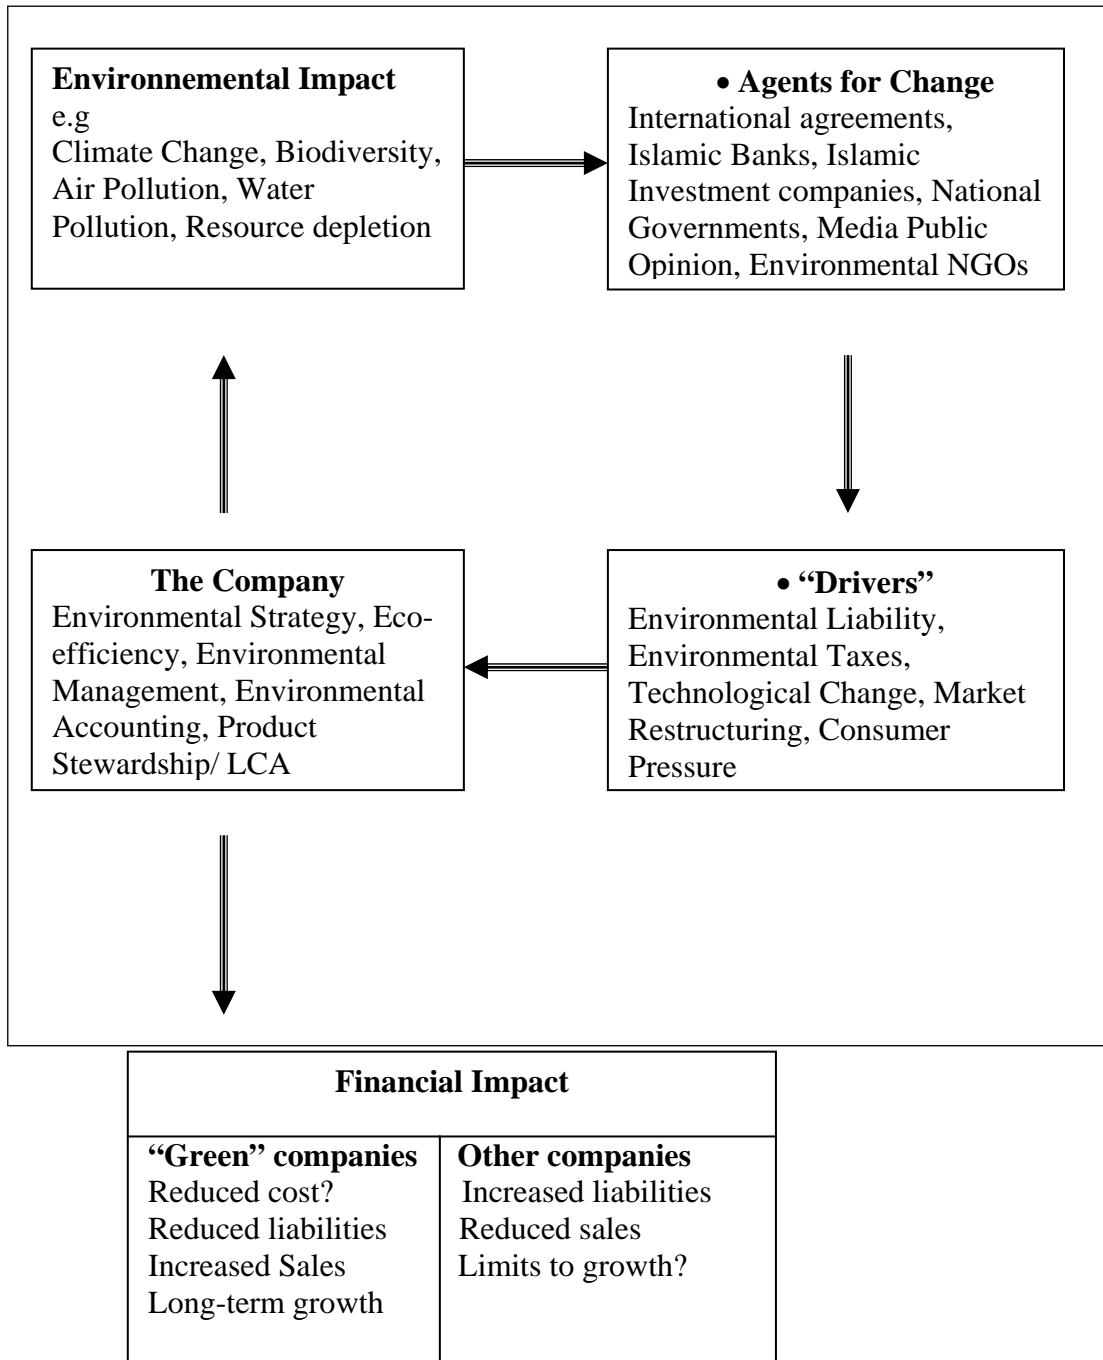 Environnemental Impact
e.g
Climate Change, Biodiversity,
Air Pollution, Water
Pollution, Resource depletion
• Agents for Change
International agreements,
Islamic Banks, Islamic
Investment companies, National
Governments, Media Public
Opinion, Environmental NGOs
The Company
Environmental Strategy, Eco-
efficiency, Environmental
Management, Environmental
Accounting, Product
Stewardship/ LCA
• “Drivers”
Environmental Liability,
Environmental Taxes,
Technological Change, Market
Restructuring, Consumer
Pressure
Financial Impact
“Green” companies
Reduced cost?
Reduced liabilities
Increased Sales
Long-term growth
Other companies
Increased liabilities
Reduced sales
Limits to growth?